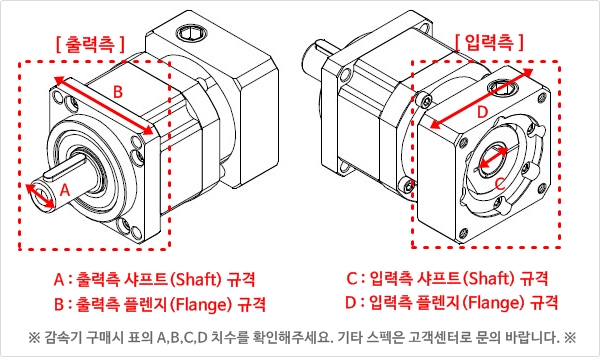 [ 출력측 ]
[ 입력측 ]
B
D
A
C
A : 출력측 샤프트(Shaft) 규격
B : 출력측 플렌지(Flange) 규격
C : 입력측 샤프트(Shaft) 규격
D : 입력측 플렌지(Flange) 규격
※ 감속기 구매시 표의 A,B,C,D 치수를 확인해주세요. 기타 스펙은 고객센터로 문의 바랍니다. ※